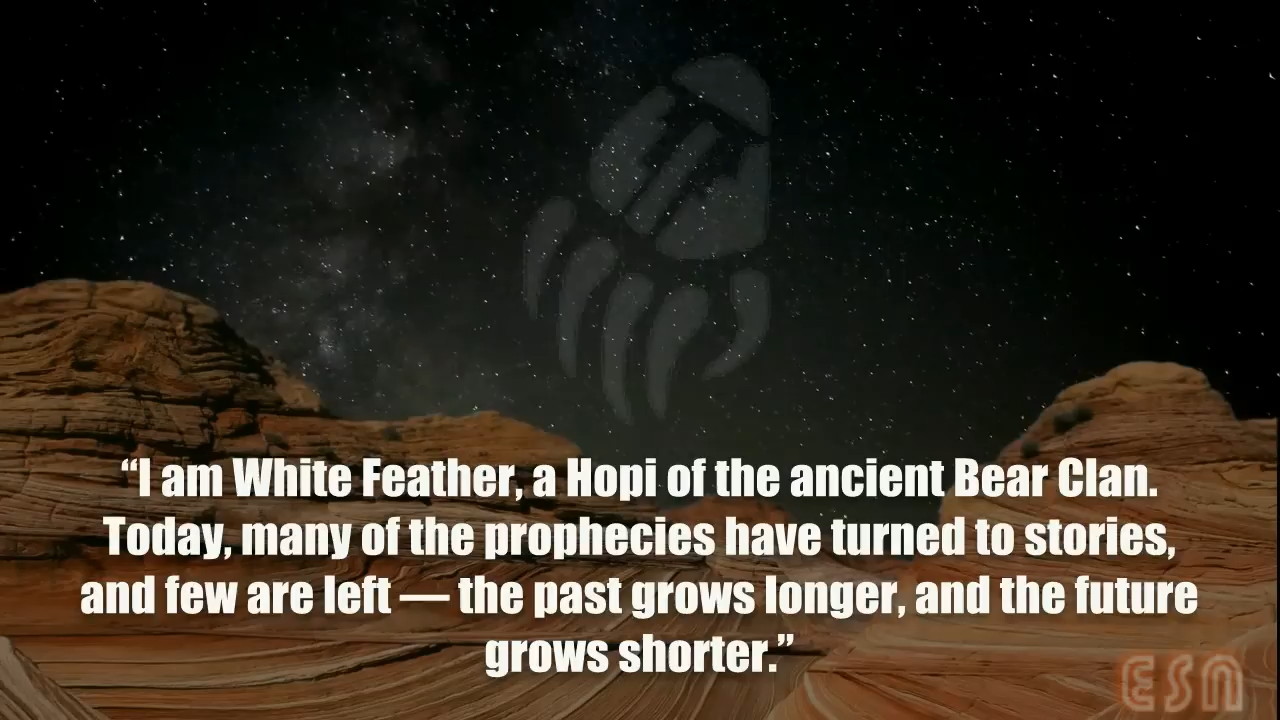 “I am White Feather, a Hopi of the ancient Bear Clan.
Today, many of the prophecies have turned to stories,
and few are left — the past grows longer, and the future
grows shorter.”
ESN